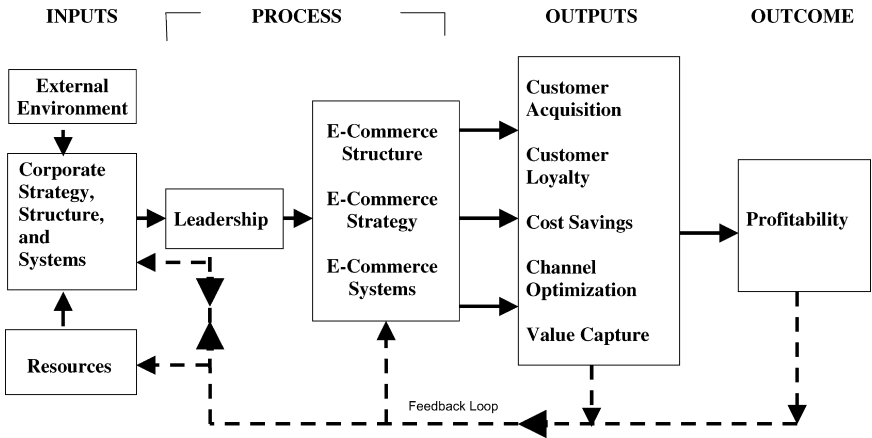 INPUTS
PROCESS
OUTPUTS
OUTCOME
External
Environment
Corporate
Strategy,
Structure,
and
Systems
Resources
Leadership
E-Commerce
Structure
E-Commerce
Strategy
E-Commerce
Systems
Customer
Acquisition
Customer
Loyalty
Cost Savings
Channel
Optimization
Value Capture
Profitability
Feedback Loop